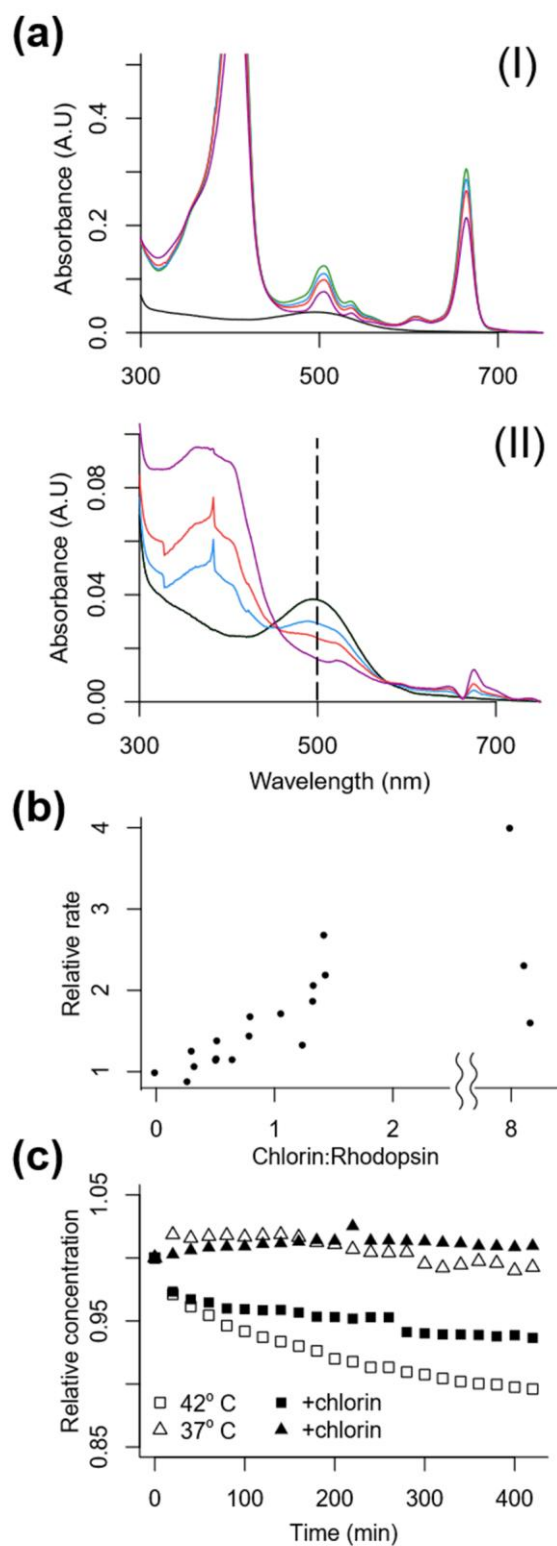 (a)
(I)
Absorbance (A.U)
0.4
0.2
0.0
300 500 700
(II)
Absorbance (A.U)
0.08
0.04
0.00
300 500 700
Wavelength (nm)
(b)
Relative rate
4
3
2
1
0 1 2 8
Chlorin:Rhodopsin
(c)
Relative concentration
1.05
0.95
0.85
42° C +chlorin
37° C +chlorin
0 100 200 300 400
Time (min)